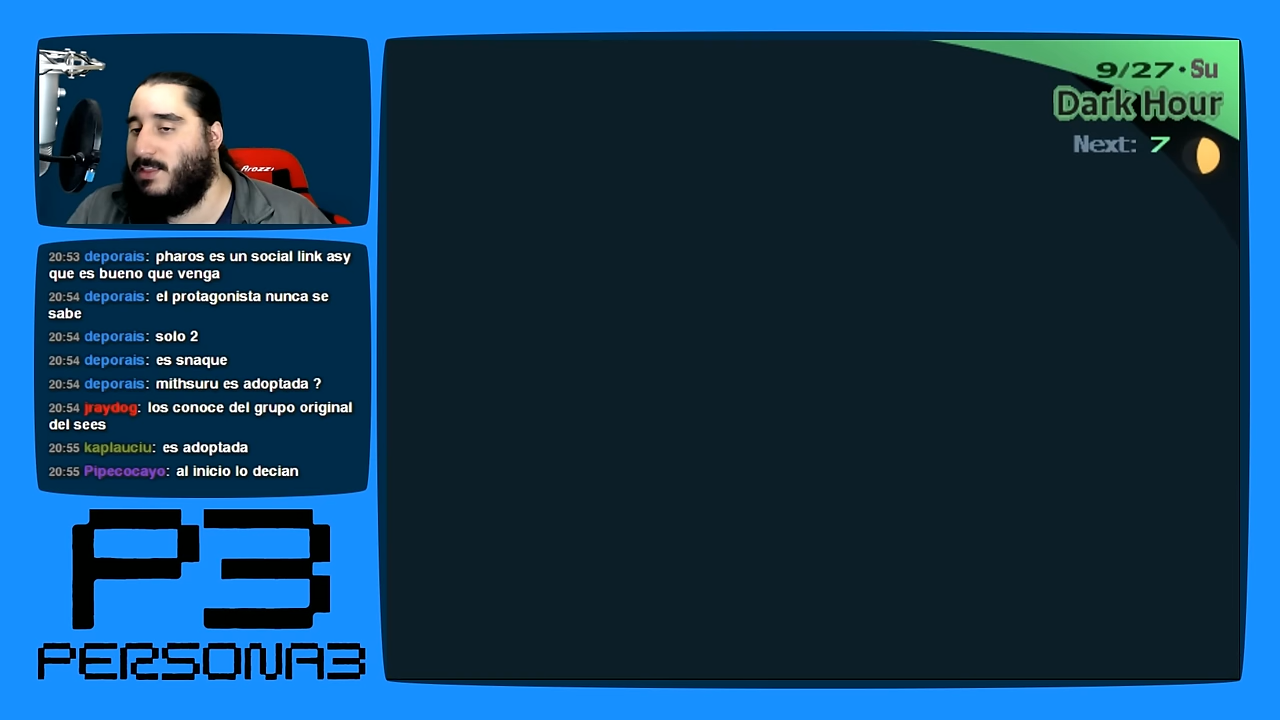 Arozzi
20:53 deporais: pharos es un social link asy
que es bueno que venga
20:54 deporais: el protagonista nunca se
sabe
20:54 deporais: solo 2
20:54 deporais: es snaque
20:54 deporais: mithsuru es adoptada ?
20:54 jraydog: los conoce del grupo original
del sees
20:55 kaplauciu: es adoptada
20:55 Pipecocayo: al inicio lo decian
P3
PERSONA3
9/27·Su
Dark Hour
Next: 7